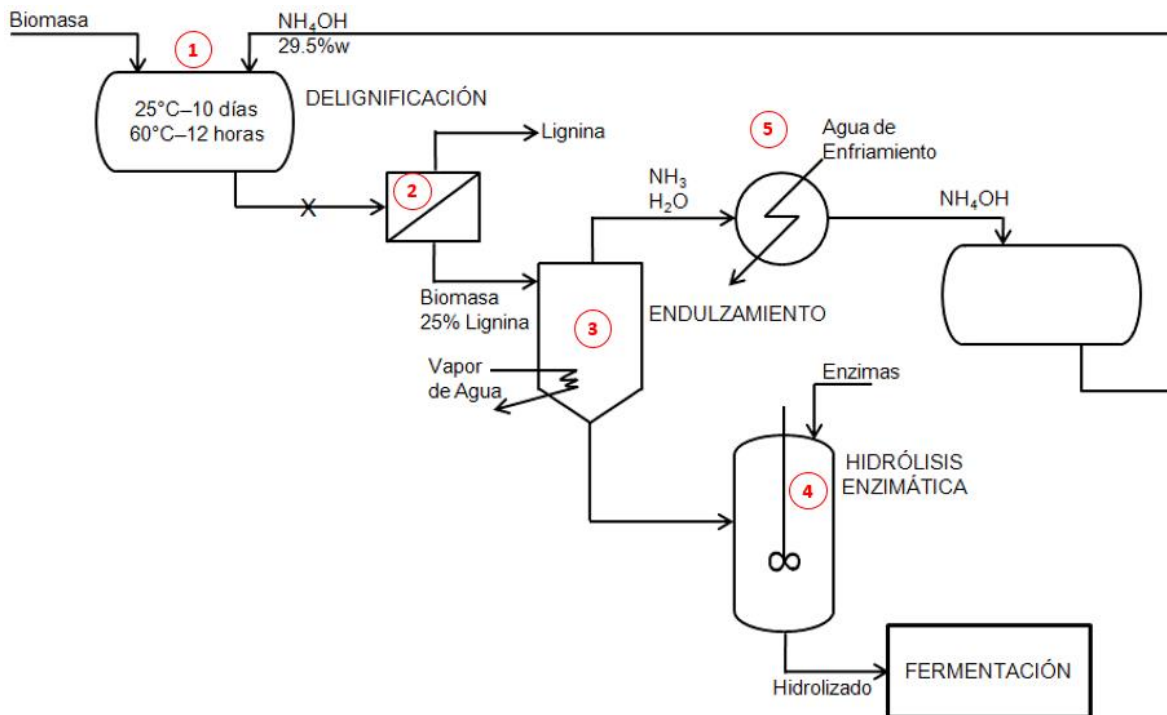 Biomasa
1
NH₄OH
29.5%w
25°C–10 días
60°C–12 horas
DELIGNIFICACIÓN
Lignina
2
X
Biomasa
25% Lignina
NH₃
H₂O
5
Agua de
Enfriamiento
NH₄OH
3
ENDULZAMIENTO
Vapor
de Agua
Enzimas
HIDRÓLISIS
ENZIMÁTICA
4
Hidrolizado
FERMENTACIÓN